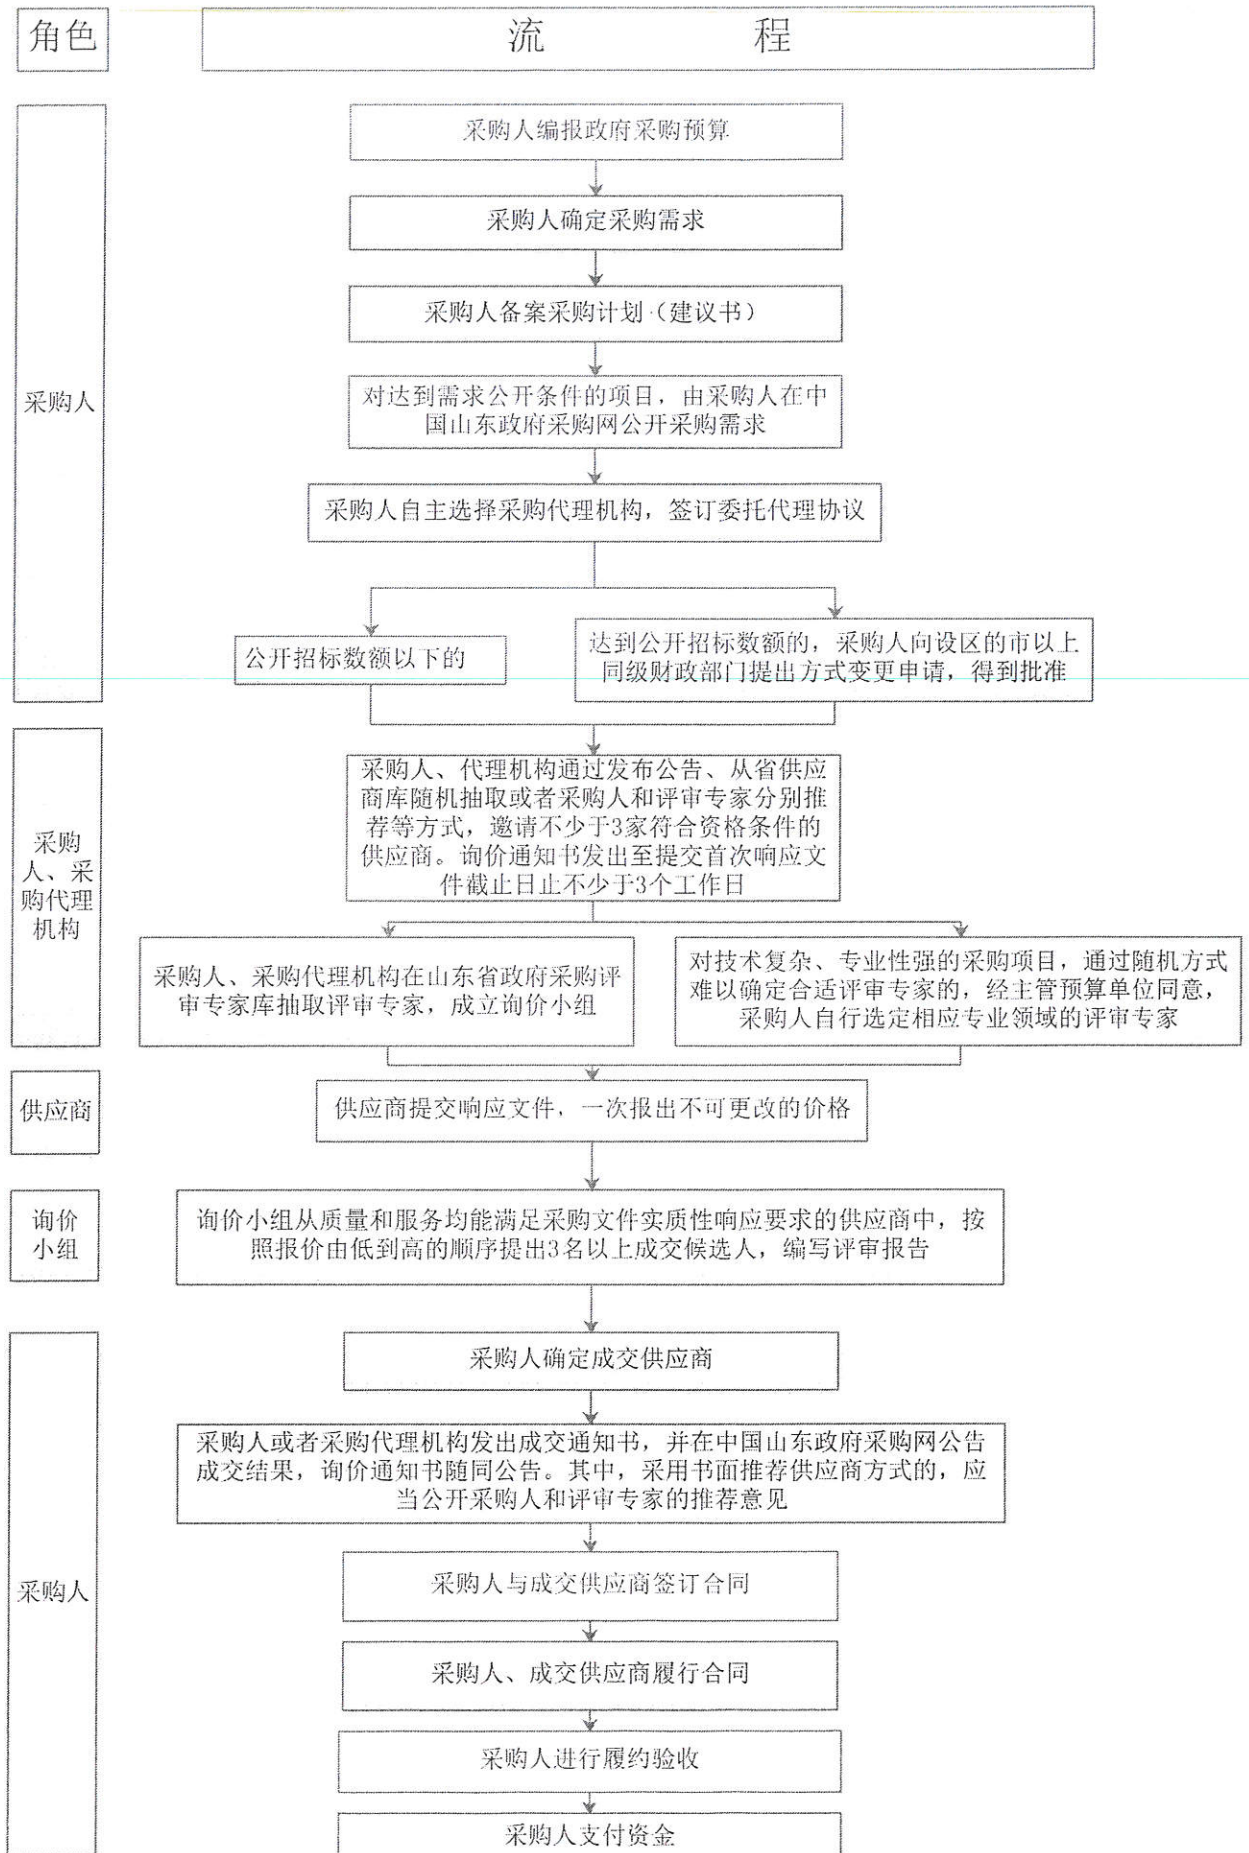 角色
流 程
采购人
采购人编报政府采购预算
采购人确定采购需求
采购人备案采购计划（建议书）
对达到需求公开条件的项目，由采购人在中
国山东政府采购网公开采购需求
采购人自主选择采购代理机构，签订委托代理协议
公开招标数额以下的
达到公开招标数额的，采购人向设区的市以上
同级财政部门提出方式变更申请，得到批准
采购
人、采
购代理
机构
采购人、代理机构通过发布公告、从省供应
商库随机抽取或者采购人和评审专家分别推
荐等方式，邀请不少于3家符合资格条件的
供应商。询价通知书发出至提交首次响应文
件截止日止不少于3个工作日
采购人、采购代理机构在山东省政府采购评
审专家库抽取评审专家，成立询价小组
对技术复杂、专业性强的采购项目，通过随机方式
难以确定合适评审专家的，经主管预算单位同意，
采购人自行选定相应专业领域的评审专家
供应商
供应商提交响应文件，一次报出不可更改的价格
询价
小组
询价小组从质量和服务均能满足采购文件实质性响应要求的供应商中，按
照报价由低到高的顺序提出3名以上成交候选人，编写评审报告
采购人
采购人确定成交供应商
采购人或者采购代理机构发出成交通知书，并在中国山东政府采购网公告
成交结果，询价通知书随同公告。其中，采用书面推荐供应商方式的，应
当公开采购人和评审专家的推荐意见
采购人与成交供应商签订合同
采购人、成交供应商履行合同
采购人进行履约验收
采购人支付资金